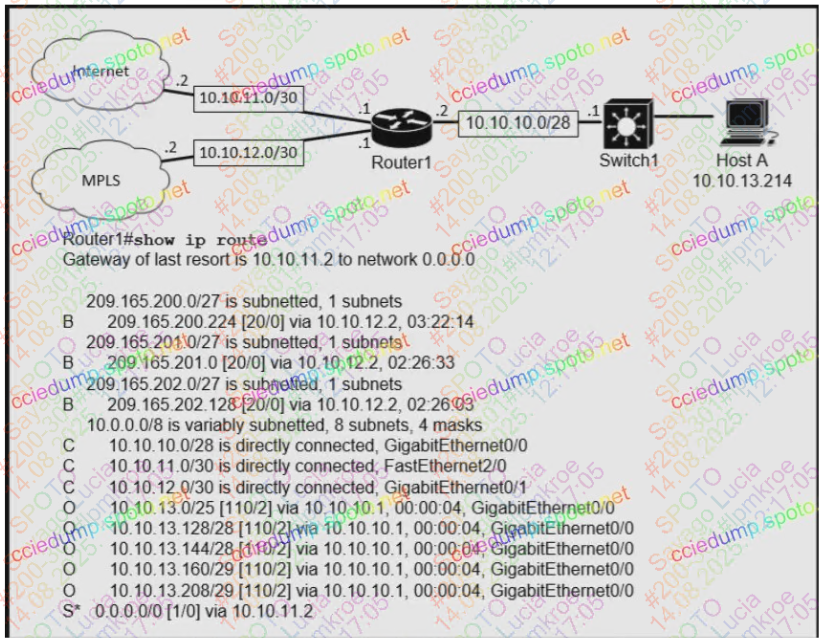 Internet
.2
10.10.11.0/30
.1
.2
10.10.10.0/28
.1
.2
10.10.12.0/30
.1
Router1
Switch1
Host A
10.10.13.214
MPLS
Router1#show ip route
Gateway of last resort is 10.10.11.2 to network 0.0.0.0
209.165.200.0/27 is subnetted, 1 subnets
B 209.165.200.224 [20/0] via 10.10.12.2, 03:22:14
209.165.201.0/27 is subnetted, 1 subnets
B 209.165.201.0 [20/0] via 10.10.12.2, 02:26:33
209.165.202.0/27 is subnetted, 1 subnets
B 209.165.202.128 [20/0] via 10.10.12.2, 02:26:03
10.0.0.0/8 is variably subnetted, 8 subnets, 4 masks
C 10.10.10.0/28 is directly connected, GigabitEthernet0/0
C 10.10.11.0/30 is directly connected, FastEthernet2/0
C 10.10.12.0/30 is directly connected, GigabitEthernet0/1
O 10.10.13.0/25 [110/2] via 10.10.10.1, 00:00:04, GigabitEthernet0/0
O 10.10.13.128/28 [110/2] via 10.10.10.1, 00:00:04, GigabitEthernet0/0
O 10.10.13.144/28 [110/2] via 10.10.10.1, 00:00:04, GigabitEthernet0/0
O 10.10.13.160/29 [110/2] via 10.10.10.1, 00:00:04, GigabitEthernet0/0
O 10.10.13.208/29 [110/2] via 10.10.10.1, 00:00:04, GigabitEthernet0/0
S* 0.0.0.0/0 [1/0] via 10.10.11.2
cciedump.spoto.net